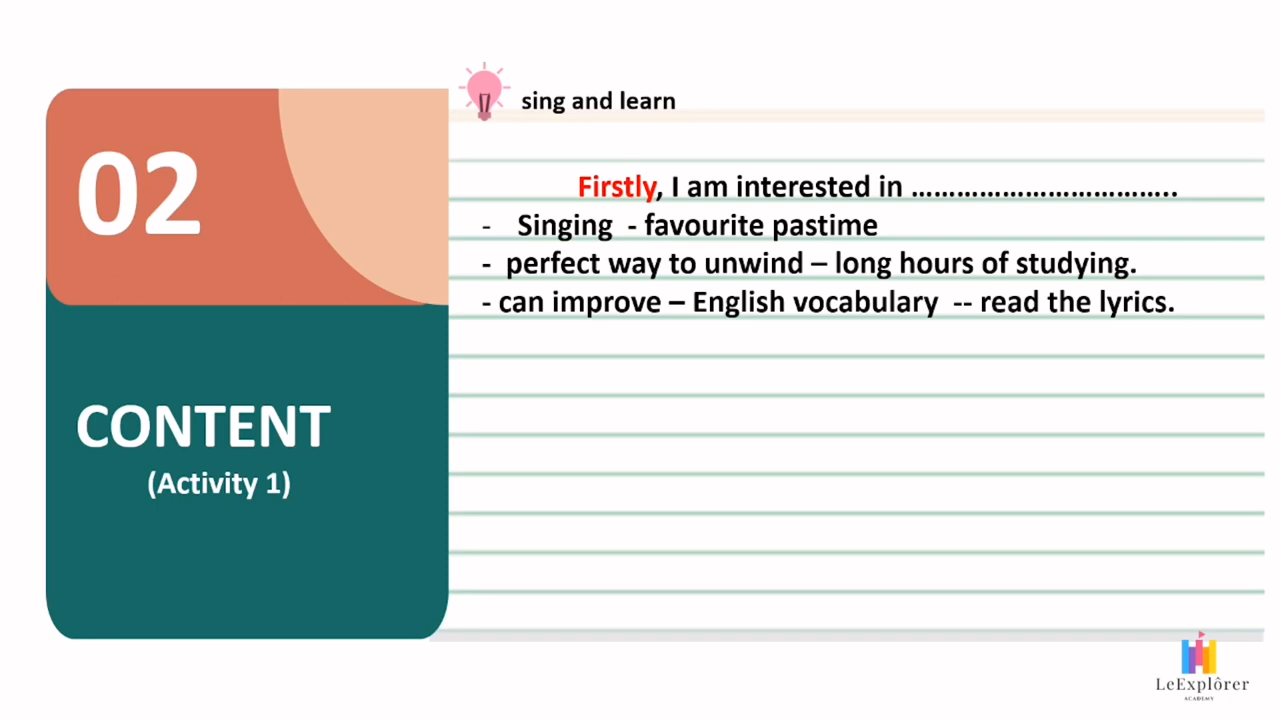 02
CONTENT
(Activity 1)
sing and learn
Firstly, I am interested in ……………………………..
- Singing - favourite pastime
- perfect way to unwind – long hours of studying.
- can improve – English vocabulary -- read the lyrics.
LeExplôrer
ACADEMY